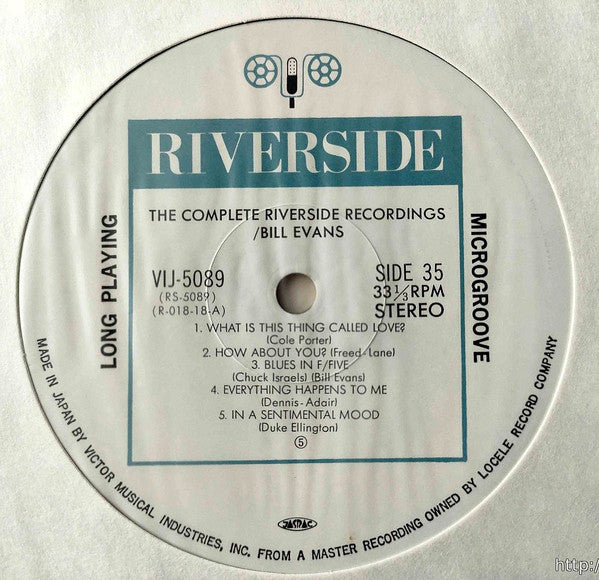 RIVERSIDE
THE COMPLETE RIVERSIDE RECORDINGS
/BILL EVANS
VIJ-5089
(RS-5089)
(R-018-18-A)
SIDE 35
33 1/3 RPM
STEREO
1. WHAT IS THIS THING CALLED LOVE?
(Cole Porter)
2. HOW ABOUT YOU? (Freed-Lane)
3. BLUES IN F/FIVE
(Chuck Israels) (Bill Evans)
4. EVERYTHING HAPPENS TO ME
(Dennis-Adair)
5. IN A SENTIMENTAL MOOD
(Duke Ellington)
⑤
LONG PLAYING
MICROGROOVE
MADE IN JAPAN BY VICTOR MUSICAL INDUSTRIES, INC. FROM A MASTER RECORDING OWNED BY LOCELE RECORD COMPANY
JASRAC
http:/